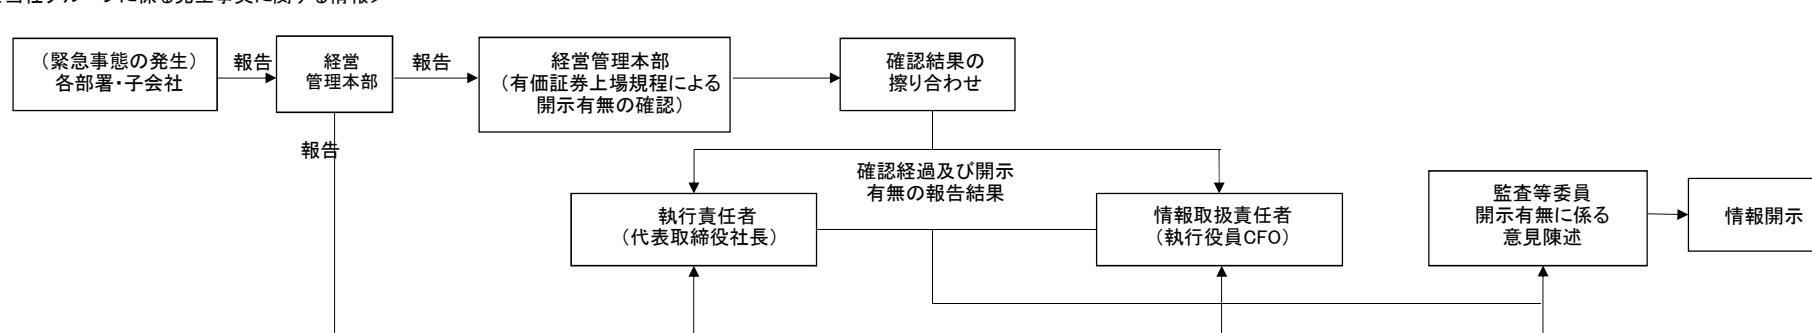 （緊急事態の発生）
各部署・子会社
報告
経営
管理本部
報告
経営管理本部
（有価証券上場規程による
開示有無の確認）
確認結果の
擦り合わせ
報告
確認経過及び開示
有無の報告結果
執行責任者
（代表取締役社長）
情報取扱責任者
（執行役員CFO）
監査等委員
開示有無に係る
意見陳述
情報開示